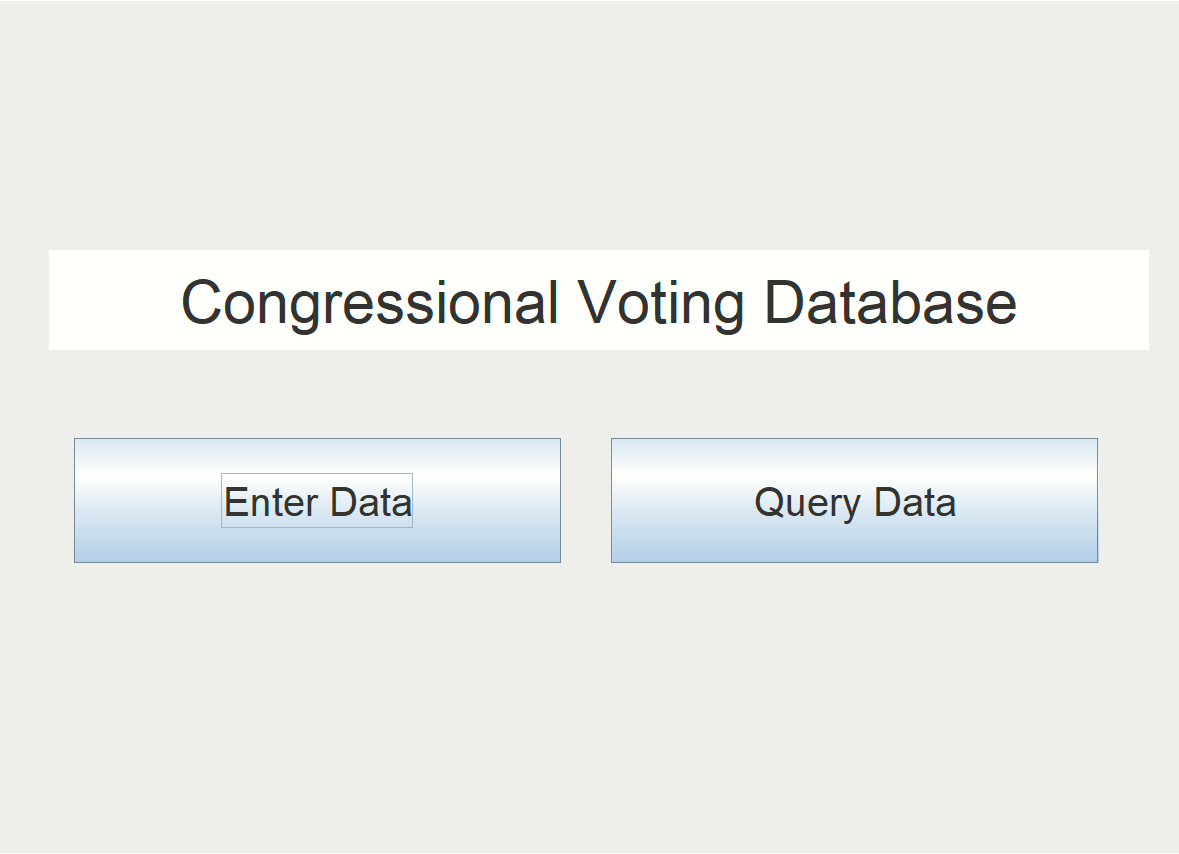 Congressional Voting Database
Enter Data
Query Data